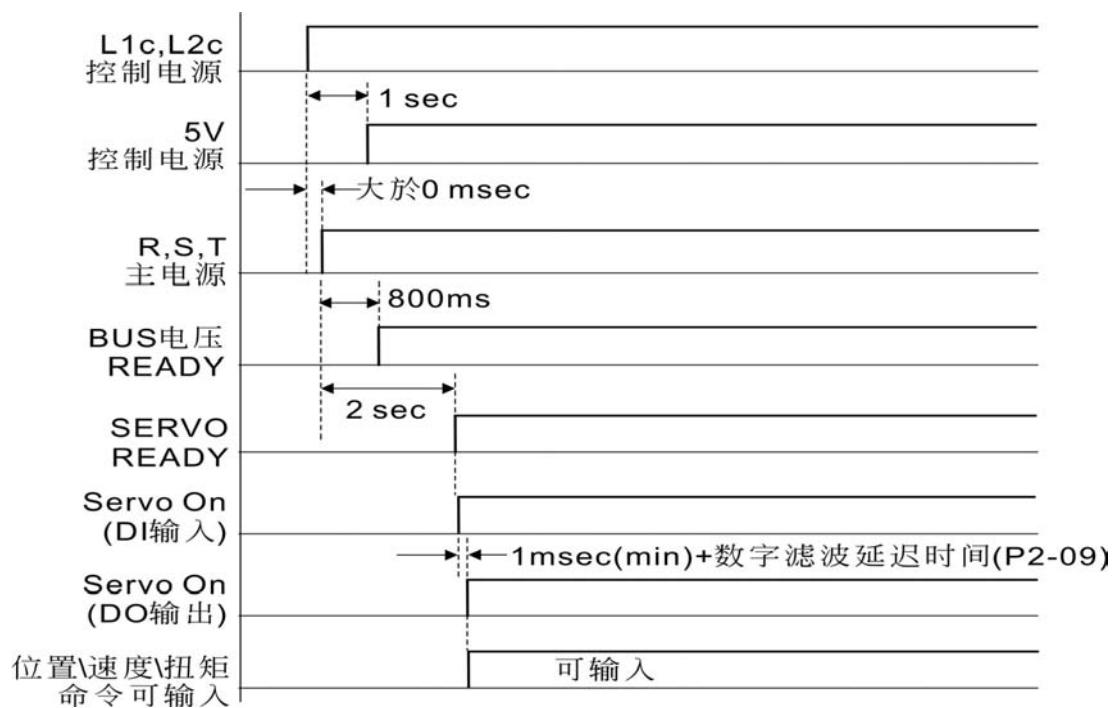 L1c,L2c
控制电源
1 sec
5V
控制电源
大於0 msec
R,S,T
主电源
800ms
BUS电压
READY
2 sec
SERVO
READY
Servo On
(DI输入)
1msec(min)+数字滤波延迟时间(P2-09)
Servo On
(DO输出)
位置\速度\扭矩
命令可输入
可输入